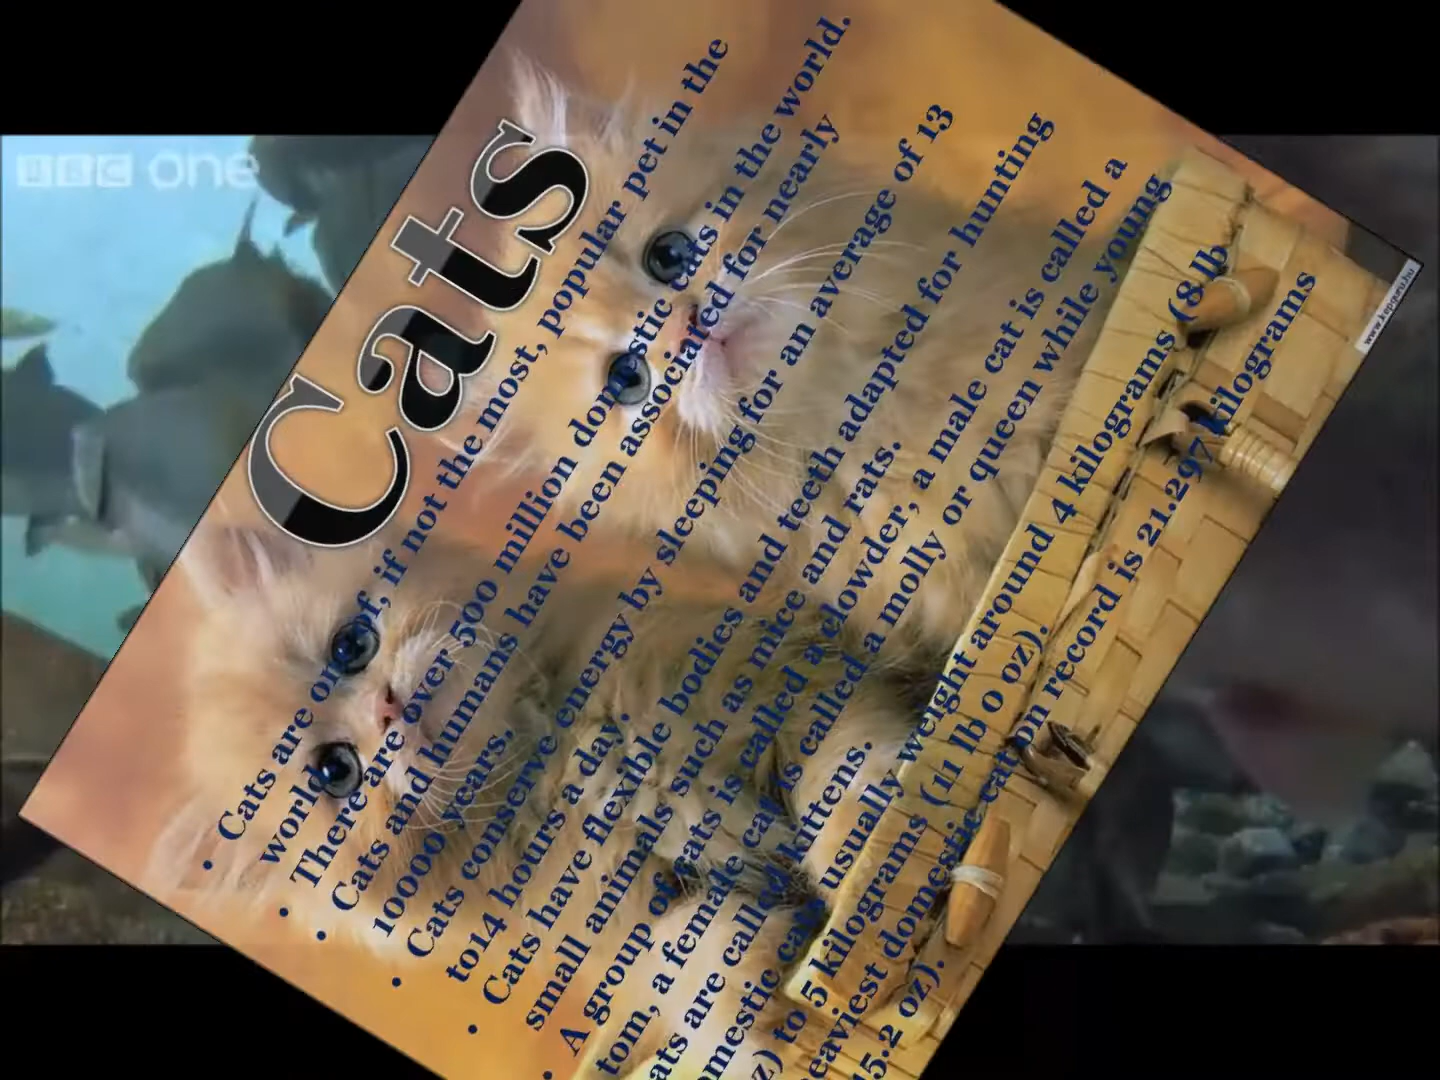 BBC one
Cats
• Cats are one of, if not the most, popular pet in the
world.
• There are over 500 million domestic cats in the world.
• Cats and humans have been associated for nearly
10000 years.
• Cats conserve energy by sleeping for an average of 13
to14 hours a day.
• Cats have flexible bodies and teeth adapted for hunting
small animals such as mice and rats.
• A group of cats is called a clowder, a male cat is called a
tom, a female cat is called a molly or queen while young
are called kittens.
cats usually weight around 4 kilograms (8 lb
to 5 kilograms (11 lb 0 oz).
domestic cat on record is 21.297 kilograms
15.2 oz).
www.kepguru.hu